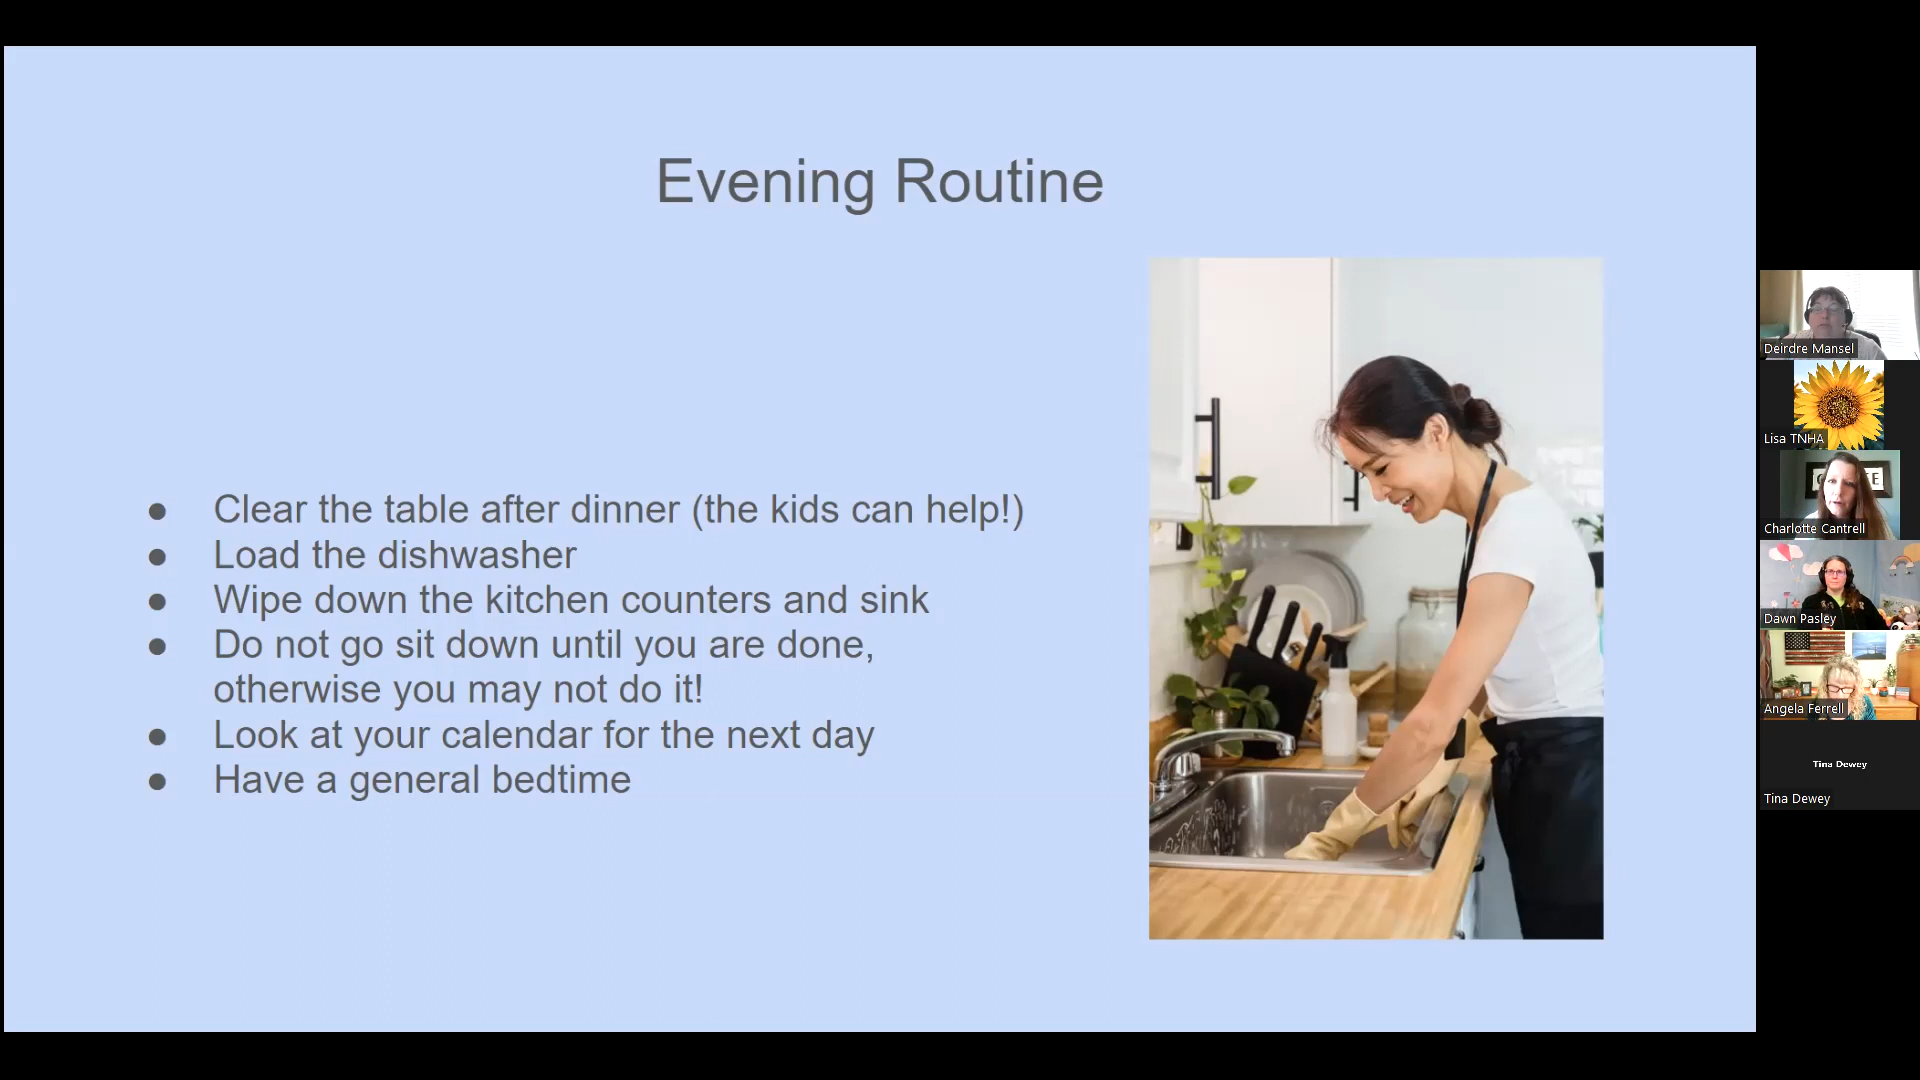 Evening Routine
● Clear the table after dinner (the kids can help!)
● Load the dishwasher
● Wipe down the kitchen counters and sink
● Do not go sit down until you are done,
otherwise you may not do it!
● Look at your calendar for the next day
● Have a general bedtime
Deirdre Mansel
Lisa TNHA
Charlotte Cantrell
Dawn Pasley
Angela Ferrell
Tina Dewey
Tina Dewey